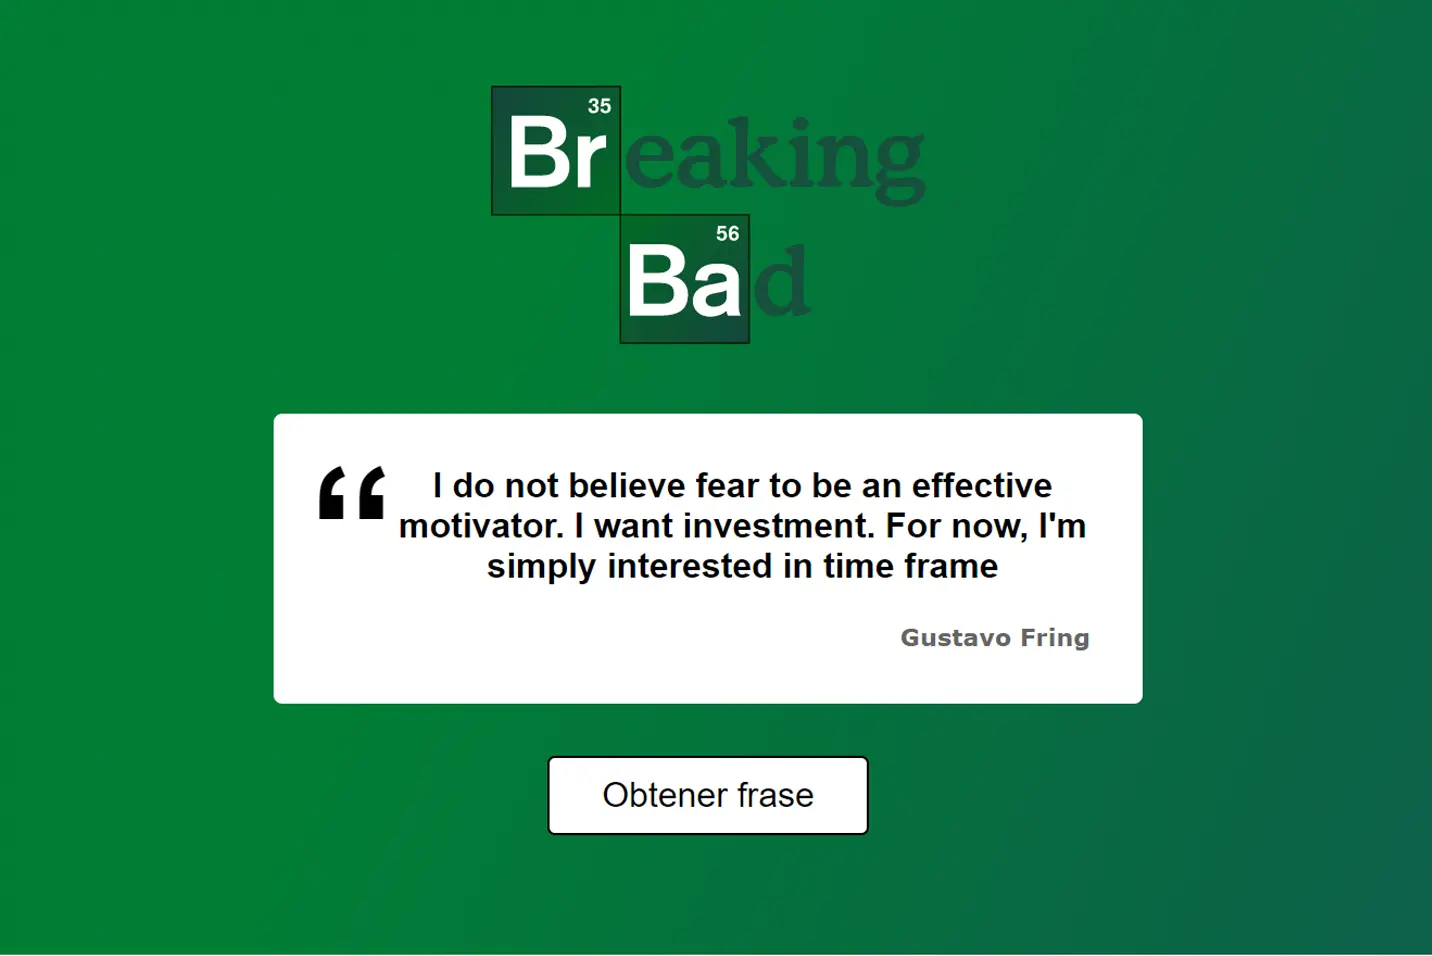 35
Breaking
56
Bad
I do not believe fear to be an effective
motivator. I want investment. For now, I'm
simply interested in time frame
Gustavo Fring
Obtener frase